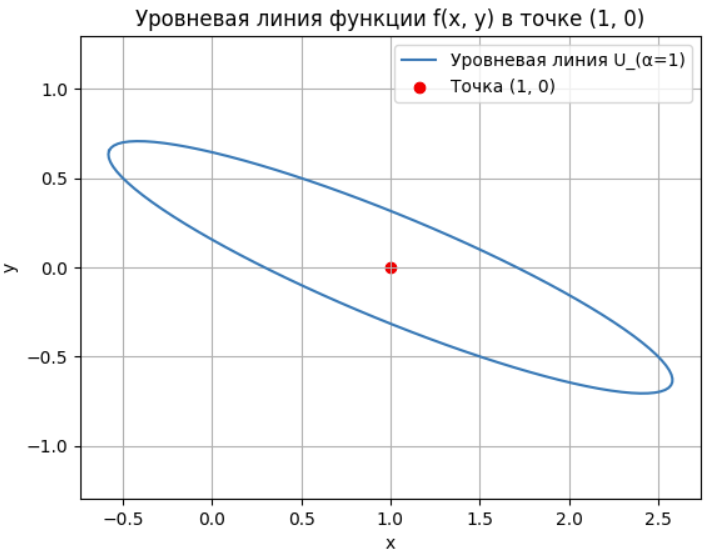 Уровневая линия функции f(x, y) в точке (1, 0)
Уровневая линия U_(α=1)
Точка (1, 0)
1.0
0.5
0.0
−0.5
−1.0
y
−0.5 0.0 0.5 1.0 1.5 2.0 2.5
x